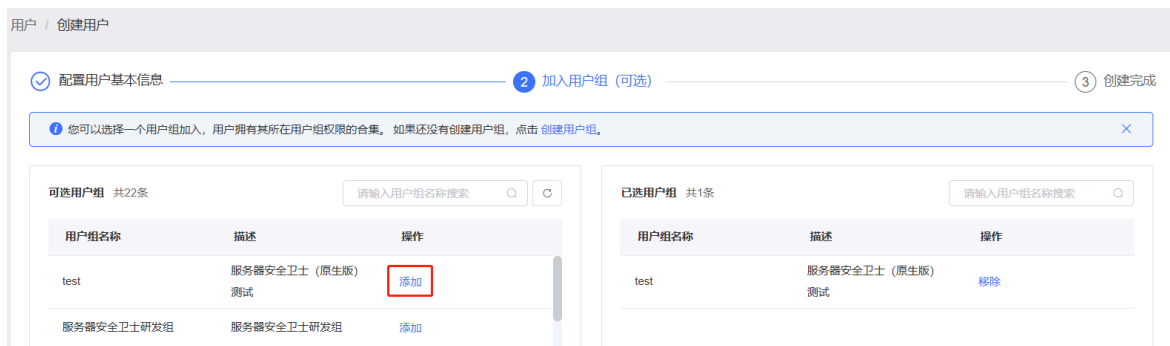 用户 / 创建用户
配置用户基本信息 2 加入用户组（可选） 3 创建完成
您可以选择一个用户组加入，用户拥有其所在用户组权限的合集。如果还没有创建用户组，点击 创建用户组。
可选用户组 共22条 请输入用户组名称搜索
用户组名称 描述 操作
test 服务器安全卫士（原生版）测试 添加
服务器安全卫士研发组 服务器安全卫士研发组 添加
已选用户组 共1条 请输入用户组名称搜索
用户组名称 描述 操作
test 服务器安全卫士（原生版）测试 移除